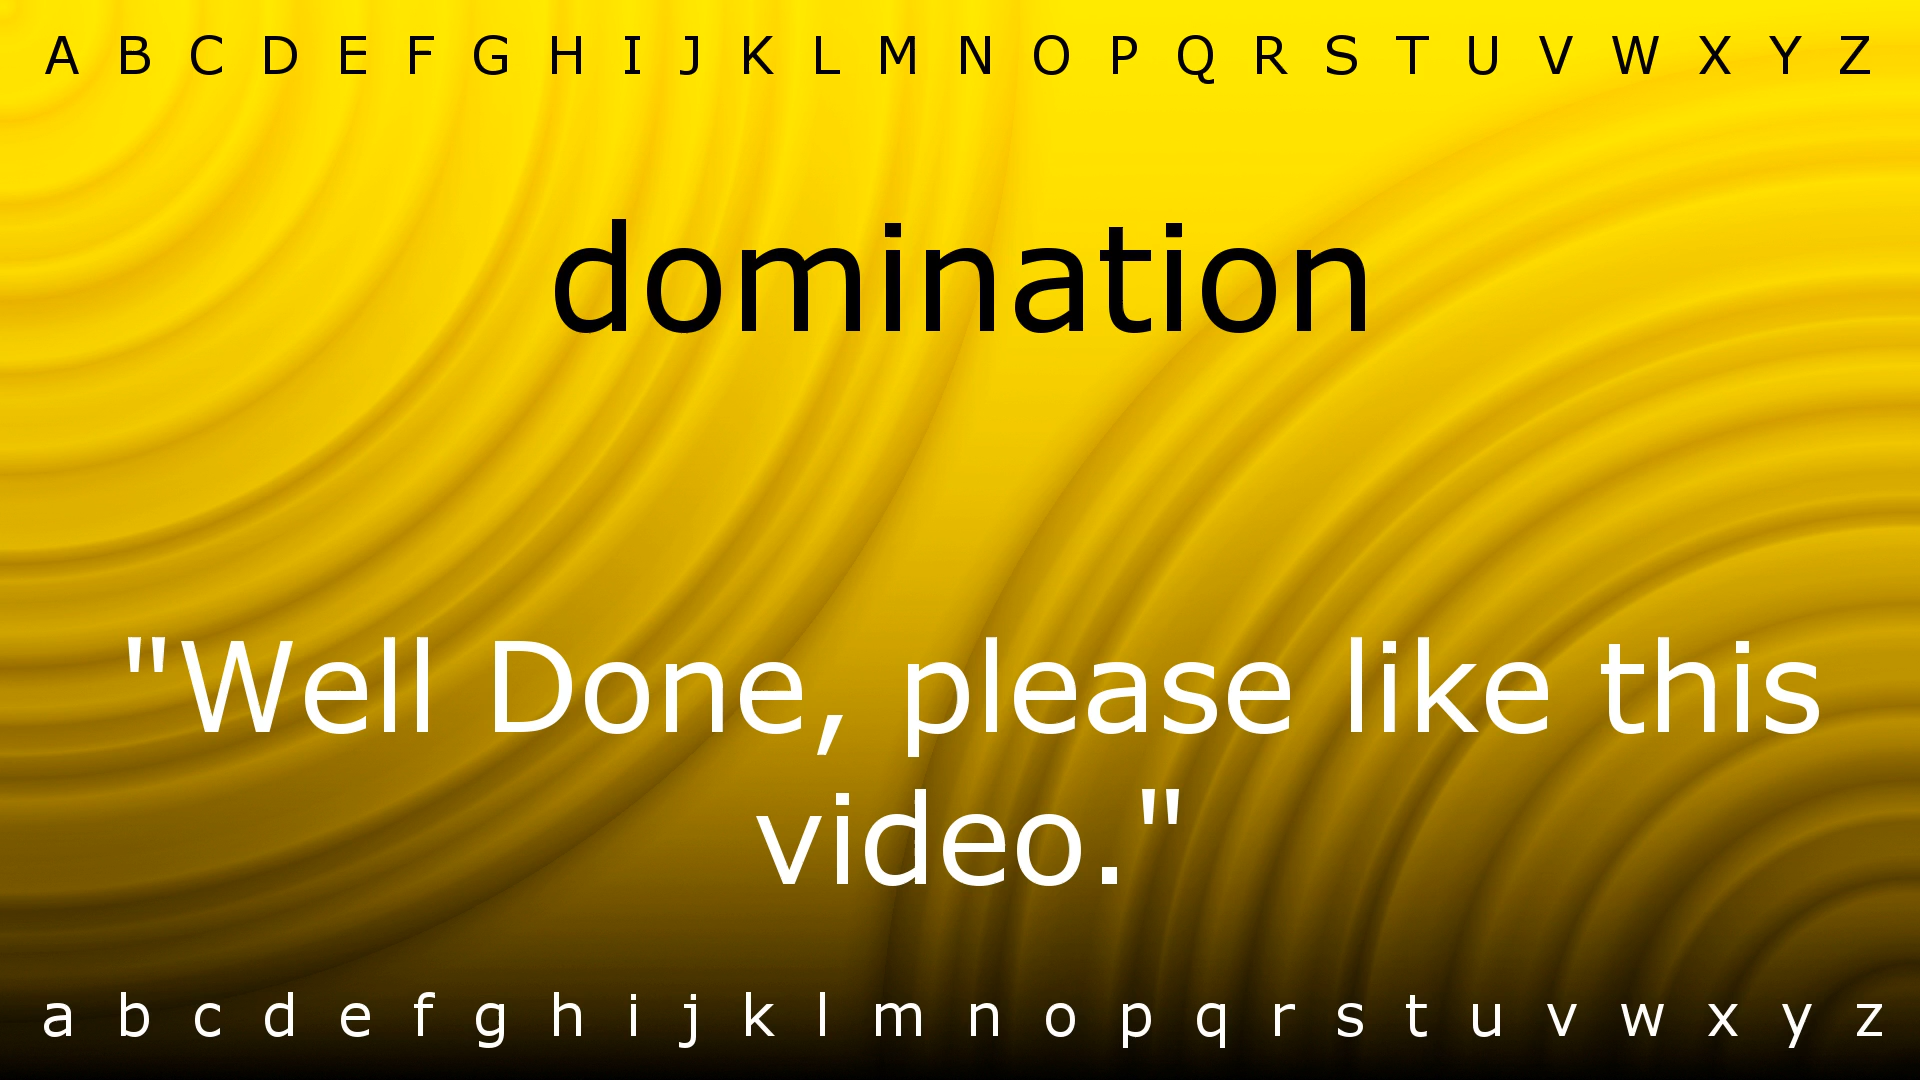 A B C D E F G H I J K L M N O P Q R S T U V W X Y Z
domination
"Well Done, please like this
video."
a b c d e f g h i j k l m n o p q r s t u v w x y z